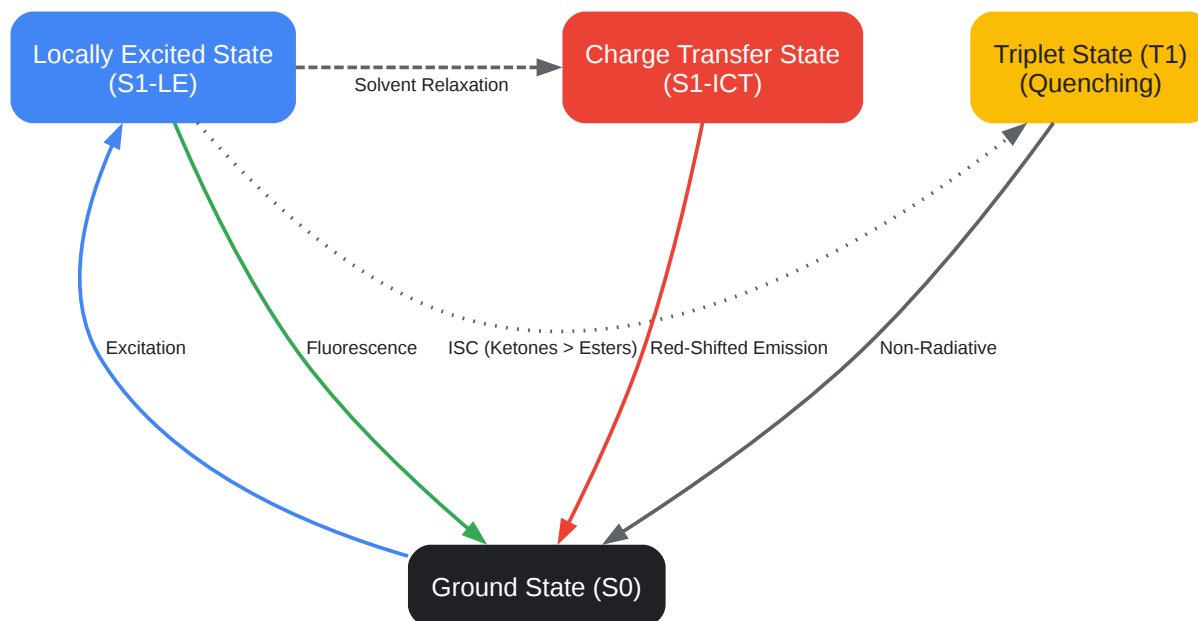 Locally Excited State
(S1-LE)
Charge Transfer State
(S1-ICT)
Triplet State (T1)
(Quenching)
Solvent Relaxation
Excitation
Fluorescence
ISC (Ketones > Esters)
Red-Shifted Emission
Non-Radiative
Ground State (S0)